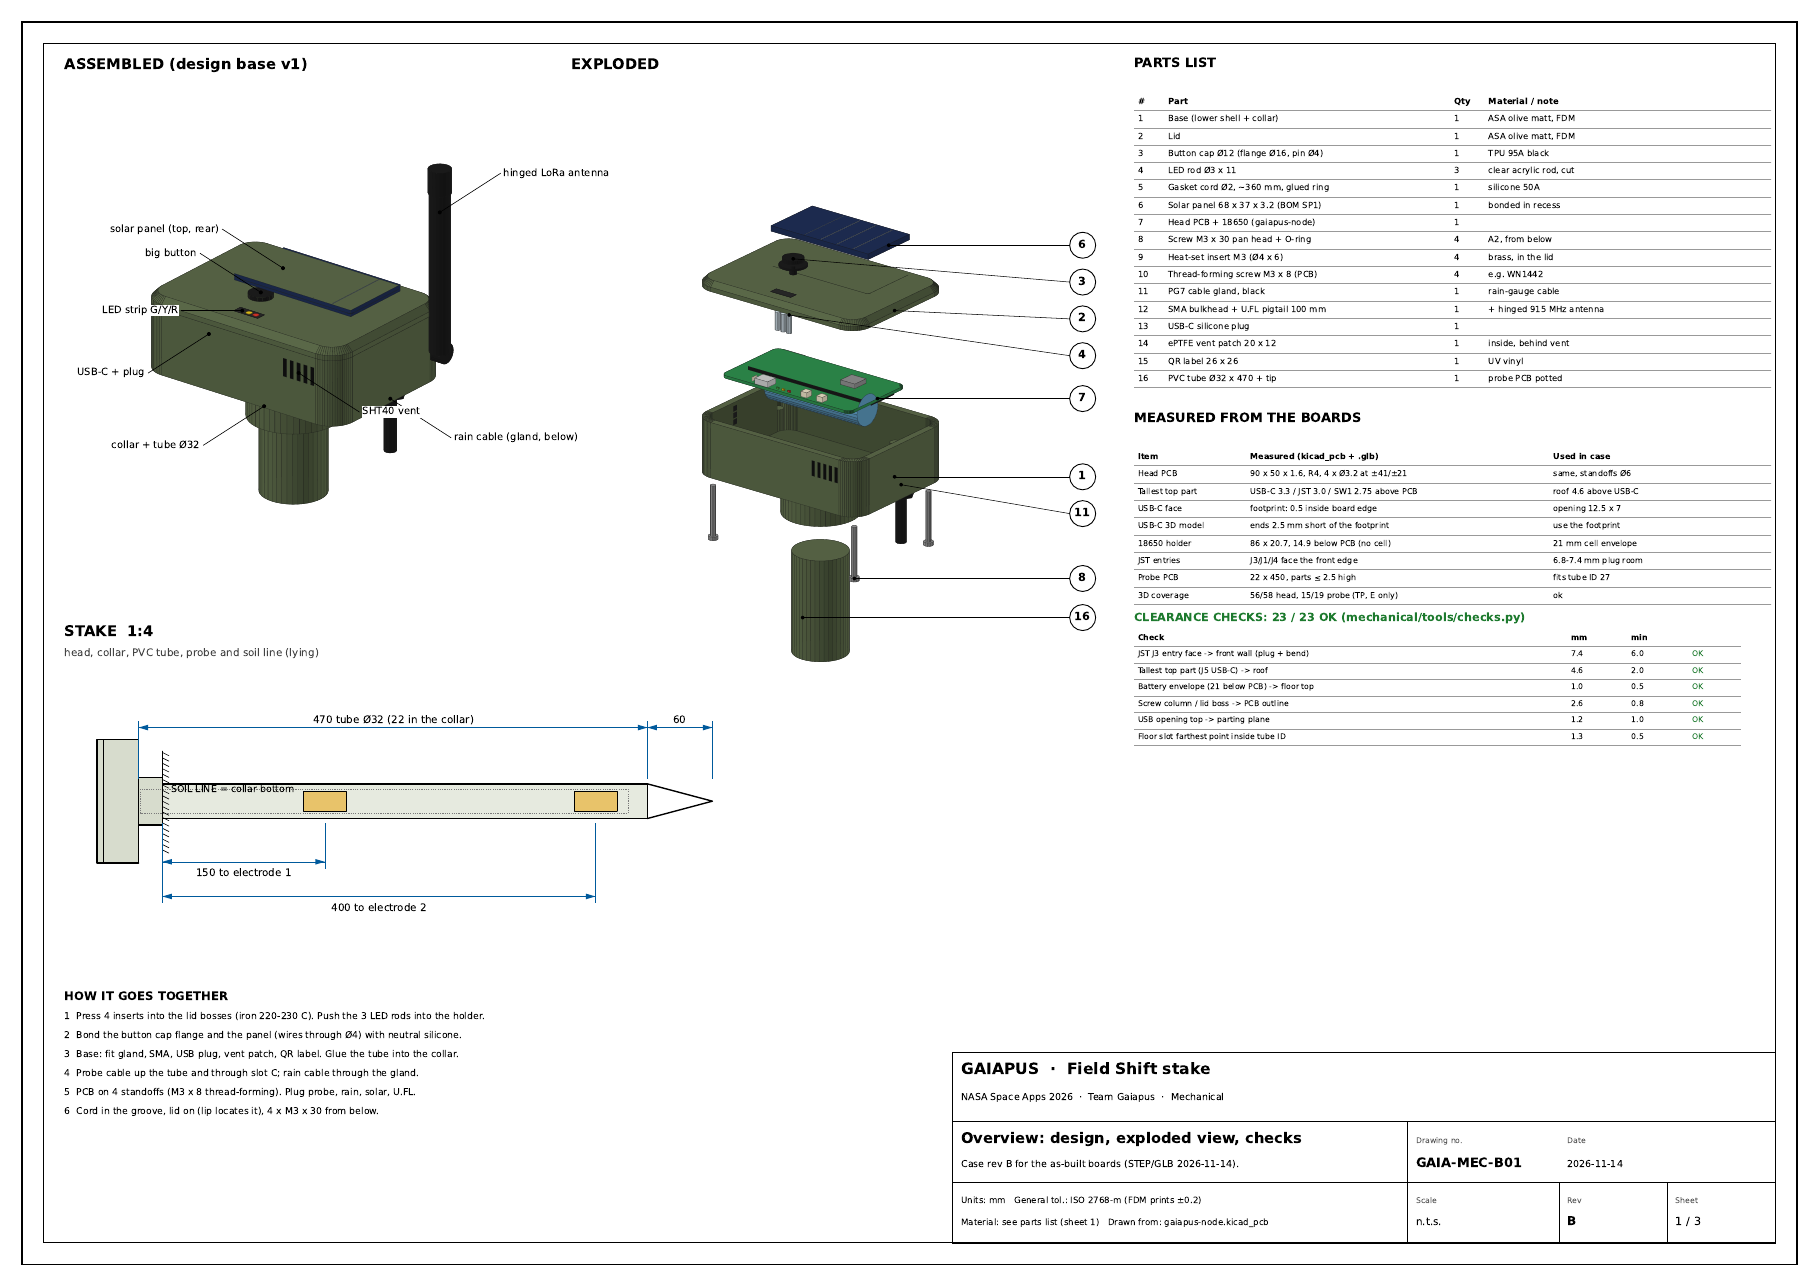 ASSEMBLED (design base v1)
hinged LoRa antenna
solar panel (top, rear)
big button
LED strip G/Y/R
USB-C + plug
SHT40 vent
collar + tube Ø32
rain cable (gland, below)
EXPLODED
6
3
2
4
7
1
11
8
16
STAKE 1:4
head, collar, PVC tube, probe and soil line (lying)
470 tube Ø32 (22 in the collar)
60
SOIL LINE = collar bottom
150 to electrode 1
400 to electrode 2
HOW IT GOES TOGETHER
1 Press 4 inserts into the lid bosses (iron 220-230 C). Push the 3 LED rods into the holder.
2 Bond the button cap flange and the panel (wires through Ø4) with neutral silicone.
3 Base: fit gland, SMA, USB plug, vent patch, QR label. Glue the tube into the collar.
4 Probe cable up the tube and through slot C; rain cable through the gland.
5 PCB on 4 standoffs (M3 x 8 thread-forming). Plug probe, rain, solar, U.FL.
6 Cord in the groove, lid on (lip locates it), 4 x M3 x 30 from below.
PARTS LIST
# Part Qty Material / note
1 Base (lower shell + collar) 1 ASA olive matt, FDM
2 Lid 1 ASA olive matt, FDM
3 Button cap Ø12 (flange Ø16, pin Ø4) 1 TPU 95A black
4 LED rod Ø3 x 11 3 clear acrylic rod, cut
5 Gasket cord Ø2, ~360 mm, glued ring 1 silicone 50A
6 Solar panel 68 x 37 x 3.2 (BOM SP1) 1 bonded in recess
7 Head PCB + 18650 (gaiapus-node) 1
8 Screw M3 x 30 pan head + O-ring 4 A2, from below
9 Heat-set insert M3 (Ø4 x 6) 4 brass, in the lid
10 Thread-forming screw M3 x 8 (PCB) 4 e.g. WN1442
11 PG7 cable gland, black 1 rain-gauge cable
12 SMA bulkhead + U.FL pigtail 100 mm 1 + hinged 915 MHz antenna
13 USB-C silicone plug 1
14 ePTFE vent patch 20 x 12 1 inside, behind vent
15 QR label 26 x 26 1 UV vinyl
16 PVC tube Ø32 x 470 + tip 1 probe PCB potted
MEASURED FROM THE BOARDS
Item Measured (kicad_pcb + .glb) Used in case
Head PCB 90 x 50 x 1.6, R4, 4 x Ø3.2 at ±41/±21 same, standoffs Ø6
Tallest top part USB-C 3.3 / JST 3.0 / SW1 2.75 above PCB roof 4.6 above USB-C
USB-C face footprint: 0.5 inside board edge opening 12.5 x 7
USB-C 3D model ends 2.5 mm short of the footprint use the footprint
18650 holder 86 x 20.7, 14.9 below PCB (no cell) 21 mm cell envelope
JST entries J3/J1/J4 face the front edge 6.8-7.4 mm plug room
Probe PCB 22 x 450, parts ≤ 2.5 high fits tube ID 27
3D coverage 56/58 head, 15/19 probe (TP, E only) ok
CLEARANCE CHECKS: 23 / 23 OK (mechanical/tools/checks.py)
Check mm min
JST J3 entry face -> front wall (plug + bend) 7.4 6.0 OK
Tallest top part (J5 USB-C) -> roof 4.6 2.0 OK
Battery envelope (21 below PCB) -> floor top 1.0 0.5 OK
Screw column / lid boss -> PCB outline 2.6 0.8 OK
USB opening top -> parting plane 1.2 1.0 OK
Floor slot farthest point inside tube ID 1.3 0.5 OK
GAIAPUS · Field Shift stake
NASA Space Apps 2026 · Team Gaiapus · Mechanical
Overview: design, exploded view, checks
Case rev B for the as-built boards (STEP/GLB 2026-11-14).
Drawing no. Date
GAIA-MEC-B01 2026-11-14
Units: mm General tol.: ISO 2768-m (FDM prints ±0.2)
Material: see parts list (sheet 1) Drawn from: gaiapus-node.kicad_pcb
Scale Rev Sheet
n.t.s. B 1 / 3